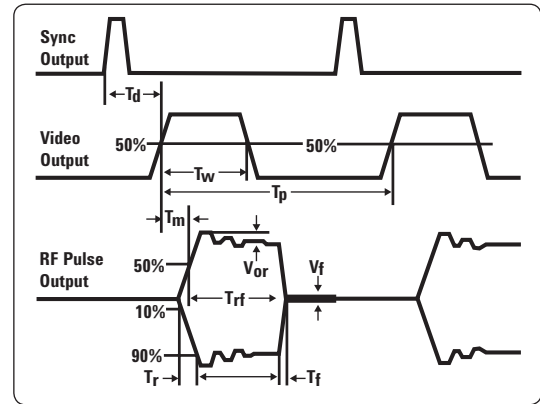 Sync
Output
Td
Video
Output
50%
50%
Tw
Tp
Tm
RF Pulse
Output
50%
Vor
Vf
Trf
10%
90%
Tr
Tf